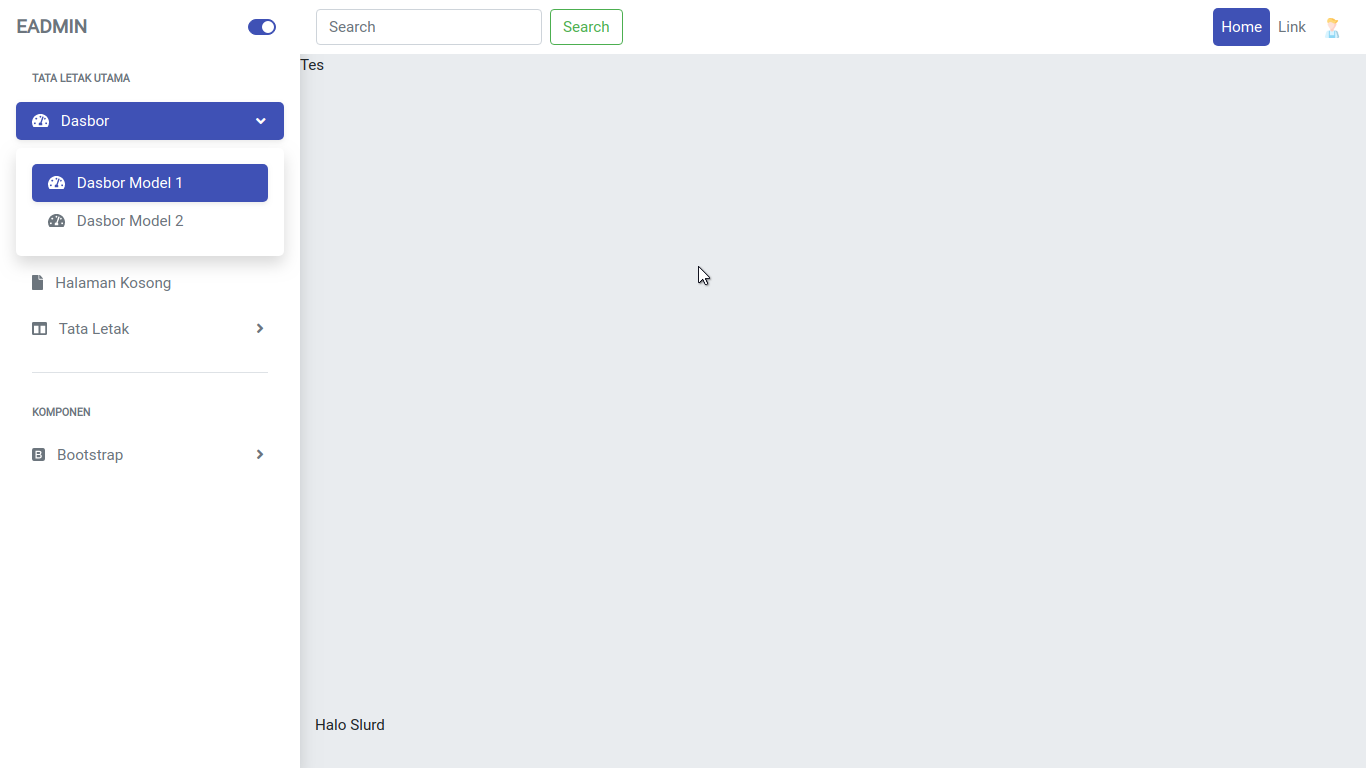 EADMIN
Search
Search
Home
Link
TATA LETAK UTAMA
Dasbor
Dasbor Model 1
Dasbor Model 2
Halaman Kosong
Tata Letak
KOMPONEN
Bootstrap
Tes
Halo Slurd